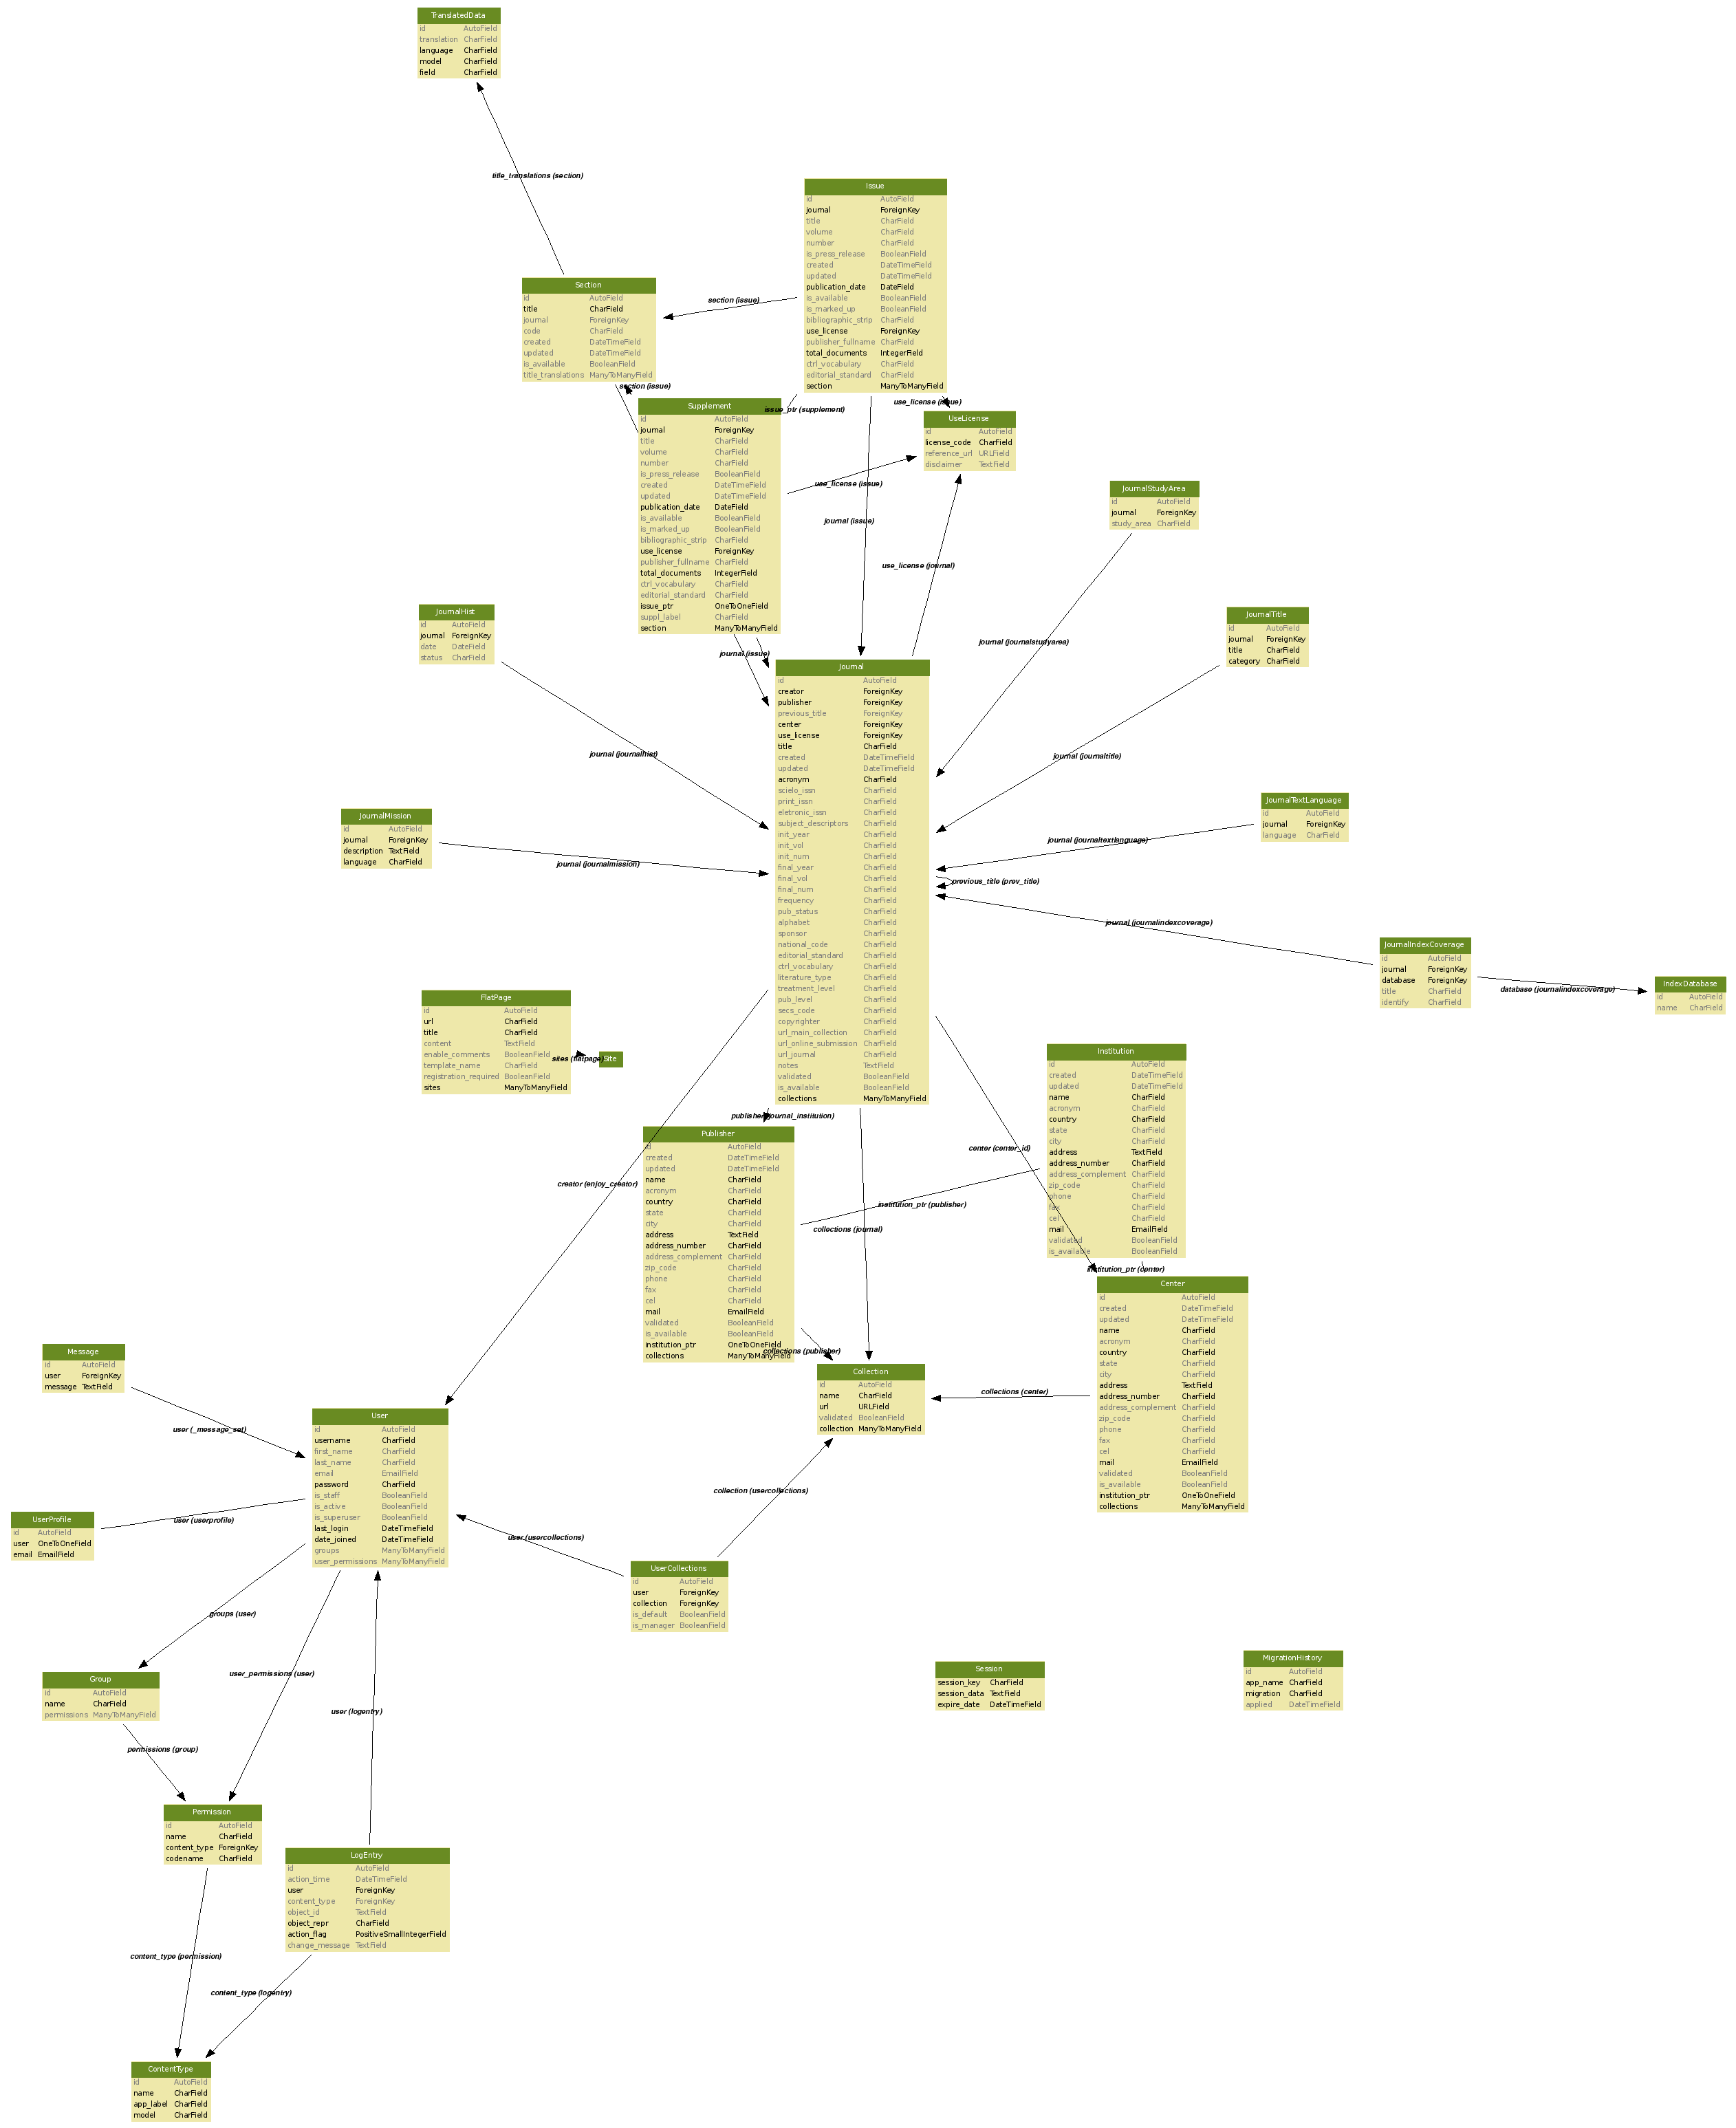 TranslatedData
id AutoField
translation CharField
language CharField
model CharField
field CharField
title_translations (section)
Issue
id AutoField
journal ForeignKey
title CharField
volume CharField
number CharField
is_press_release BooleanField
created DateTimeField
updated DateTimeField
publication_date DateField
is_available BooleanField
is_marked_up BooleanField
bibliographic_strip CharField
use_license ForeignKey
publisher_fullname CharField
total_documents IntegerField
ctrl_vocabulary CharField
editorial_standard CharField
section ManyToManyField
Section
id AutoField
title CharField
journal ForeignKey
code CharField
created DateTimeField
updated DateTimeField
is_available BooleanField
title_translations ManyToManyField
section (issue)
section (issue)
issue_ptr (supplement)
use_license (issue)
Supplement
id AutoField
journal ForeignKey
title CharField
volume CharField
number CharField
is_press_release BooleanField
created DateTimeField
updated DateTimeField
publication_date DateField
is_available BooleanField
is_marked_up BooleanField
bibliographic_strip CharField
use_license ForeignKey
publisher_fullname CharField
total_documents IntegerField
ctrl_vocabulary CharField
editorial_standard CharField
issue_ptr OneToOneField
suppl_label CharField
section ManyToManyField
UseLicense
id AutoField
license_code CharField
reference_url URLField
disclaimer TextField
use_license (issue)
journal (issue)
use_license (journal)
JournalStudyArea
id AutoField
journal ForeignKey
study_area CharField
journal (journalstudyarea)
JournalHist
id AutoField
journal ForeignKey
date DateField
status CharField
journal (issue)
JournalTitle
id AutoField
journal ForeignKey
title CharField
category CharField
journal (journalhist)
journal (journaltitle)
Journal
id AutoField
creator ForeignKey
publisher ForeignKey
previous_title ForeignKey
center ForeignKey
use_license ForeignKey
title CharField
created DateTimeField
updated DateTimeField
acronym CharField
scielo_issn CharField
print_issn CharField
eletronic_issn CharField
subject_descriptors CharField
init_year CharField
init_vol CharField
init_num CharField
final_year CharField
final_vol CharField
final_num CharField
frequency CharField
pub_status CharField
alphabet CharField
sponsor CharField
national_code CharField
editorial_standard CharField
ctrl_vocabulary CharField
literature_type CharField
treatment_level CharField
pub_level CharField
secs_code CharField
copyrighter CharField
url_main_collection CharField
url_online_submission CharField
url_journal CharField
notes TextField
validated BooleanField
is_available BooleanField
collections ManyToManyField
JournalMission
id AutoField
journal ForeignKey
description TextField
language CharField
journal (journalmission)
JournalTextLanguage
id AutoField
journal ForeignKey
language CharField
journal (journaltextlanguage)
previous_title (prev_title)
journal (journalindexcoverage)
JournalIndexCoverage
id AutoField
journal ForeignKey
database ForeignKey
title CharField
identify CharField
database (journalindexcoverage)
IndexDatabase
id AutoField
name CharField
FlatPage
id AutoField
url CharField
title CharField
content TextField
enable_comments BooleanField
template_name CharField
registration_required BooleanField
sites ManyToManyField
sites (flatpage)
Site
Institution
id AutoField
created DateTimeField
updated DateTimeField
name CharField
acronym CharField
country CharField
state CharField
city CharField
address TextField
address_number CharField
address_complement CharField
zip_code CharField
phone CharField
fax CharField
cel CharField
mail EmailField
validated BooleanField
is_available BooleanField
publisher (journal_institution)
center (center_id)
creator (enjoy_creator)
institution_ptr (publisher)
collections (journal)
institution_ptr (center)
Publisher
id AutoField
created DateTimeField
updated DateTimeField
name CharField
acronym CharField
country CharField
state CharField
city CharField
address TextField
address_number CharField
address_complement CharField
zip_code CharField
phone CharField
fax CharField
cel CharField
mail EmailField
validated BooleanField
is_available BooleanField
institution_ptr OneToOneField
collections ManyToManyField
collections (publisher)
Center
id AutoField
created DateTimeField
updated DateTimeField
name CharField
acronym CharField
country CharField
state CharField
city CharField
address TextField
address_number CharField
address_complement CharField
zip_code CharField
phone CharField
fax CharField
cel CharField
mail EmailField
validated BooleanField
is_available BooleanField
institution_ptr OneToOneField
collections ManyToManyField
Collection
id AutoField
name CharField
url URLField
validated BooleanField
collection ManyToManyField
collections (center)
Message
id AutoField
user ForeignKey
message TextField
user (_message_set)
User
id AutoField
username CharField
first_name CharField
last_name CharField
email EmailField
password CharField
is_staff BooleanField
is_active BooleanField
is_superuser BooleanField
last_login DateTimeField
date_joined DateTimeField
groups ManyToManyField
user_permissions ManyToManyField
collection (usercollections)
UserProfile
id AutoField
user OneToOneField
email EmailField
user (userprofile)
user (usercollections)
UserCollections
id AutoField
user ForeignKey
collection ForeignKey
is_default BooleanField
is_manager BooleanField
groups (user)
user_permissions (user)
user (logentry)
Group
id AutoField
name CharField
permissions ManyToManyField
permissions (group)
Session
session_key CharField
session_data TextField
expire_date DateTimeField
MigrationHistory
id AutoField
app_name CharField
migration CharField
applied DateTimeField
Permission
id AutoField
name CharField
content_type ForeignKey
codename CharField
LogEntry
id AutoField
action_time DateTimeField
user ForeignKey
content_type ForeignKey
object_id TextField
object_repr CharField
action_flag PositiveSmallIntegerField
change_message TextField
content_type (permission)
content_type (logentry)
ContentType
id AutoField
name CharField
app_label CharField
model CharField